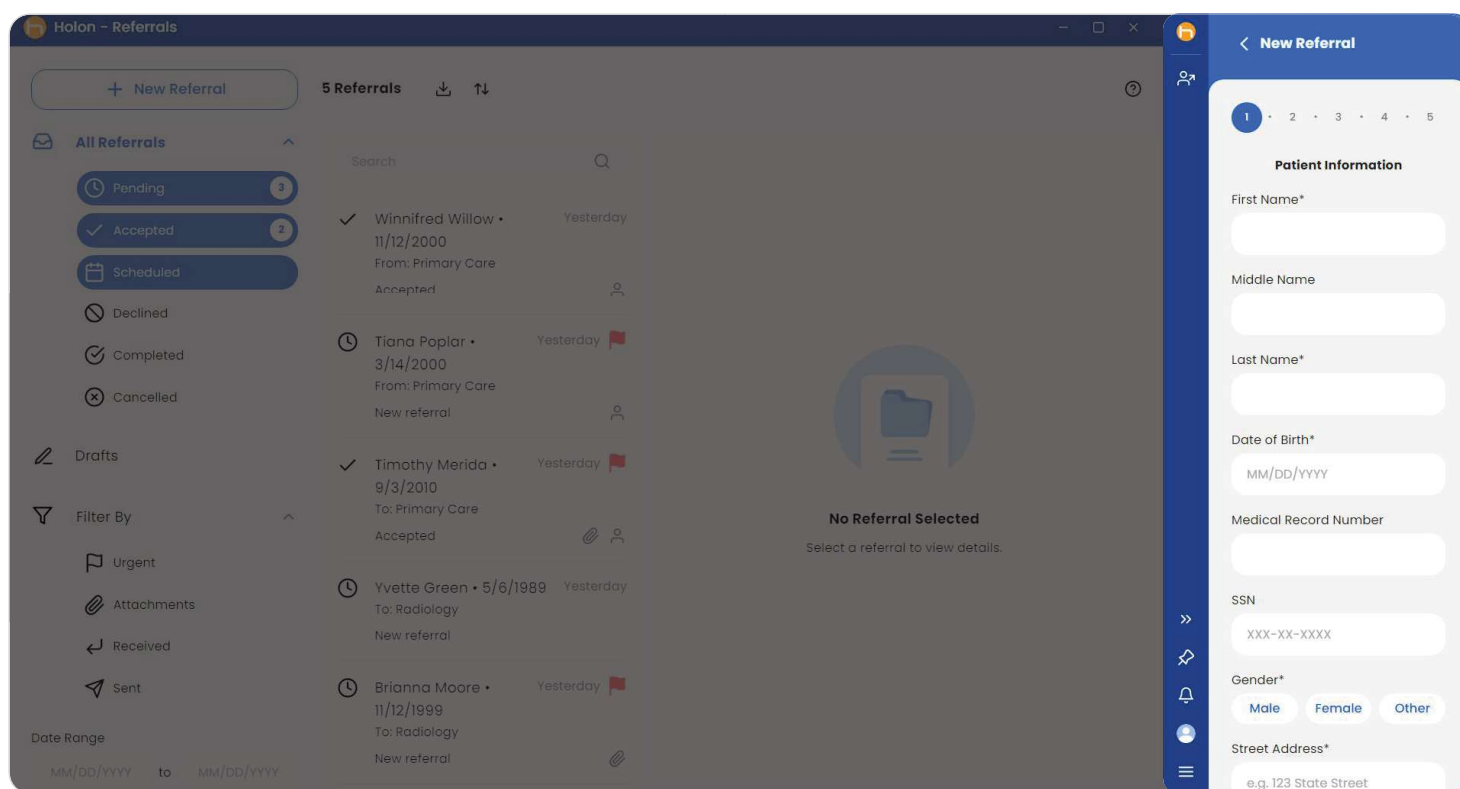 Holon - Referrals
+ New Referral
All Referrals
Pending 3
Accepted 2
Scheduled
Declined
Completed
Cancelled
Drafts
Filter By
Urgent
Attachments
Received
Sent
Date Range
MM/DD/YYYY to MM/DD/YYYY
5 Referrals
Search
Winnifred Willow • Yesterday
11/12/2000
From: Primary Care
Accepted
Tiana Poplar • Yesterday
3/14/2000
From: Primary Care
New referral
Timothy Merida • Yesterday
9/3/2010
To: Primary Care
Accepted
Yvette Green • 5/6/1989 Yesterday
To: Radiology
New referral
Brianna Moore • Yesterday
11/12/1999
To: Radiology
New referral
No Referral Selected
Select a referral to view details.
New Referral
1 • 2 • 3 • 4 • 5
Patient Information
First Name*
Middle Name
Last Name*
Date of Birth*
MM/DD/YYYY
Medical Record Number
SSN
XXX-XX-XXXX
Gender*
Male Female Other
Street Address*
e.g. 123 State Street